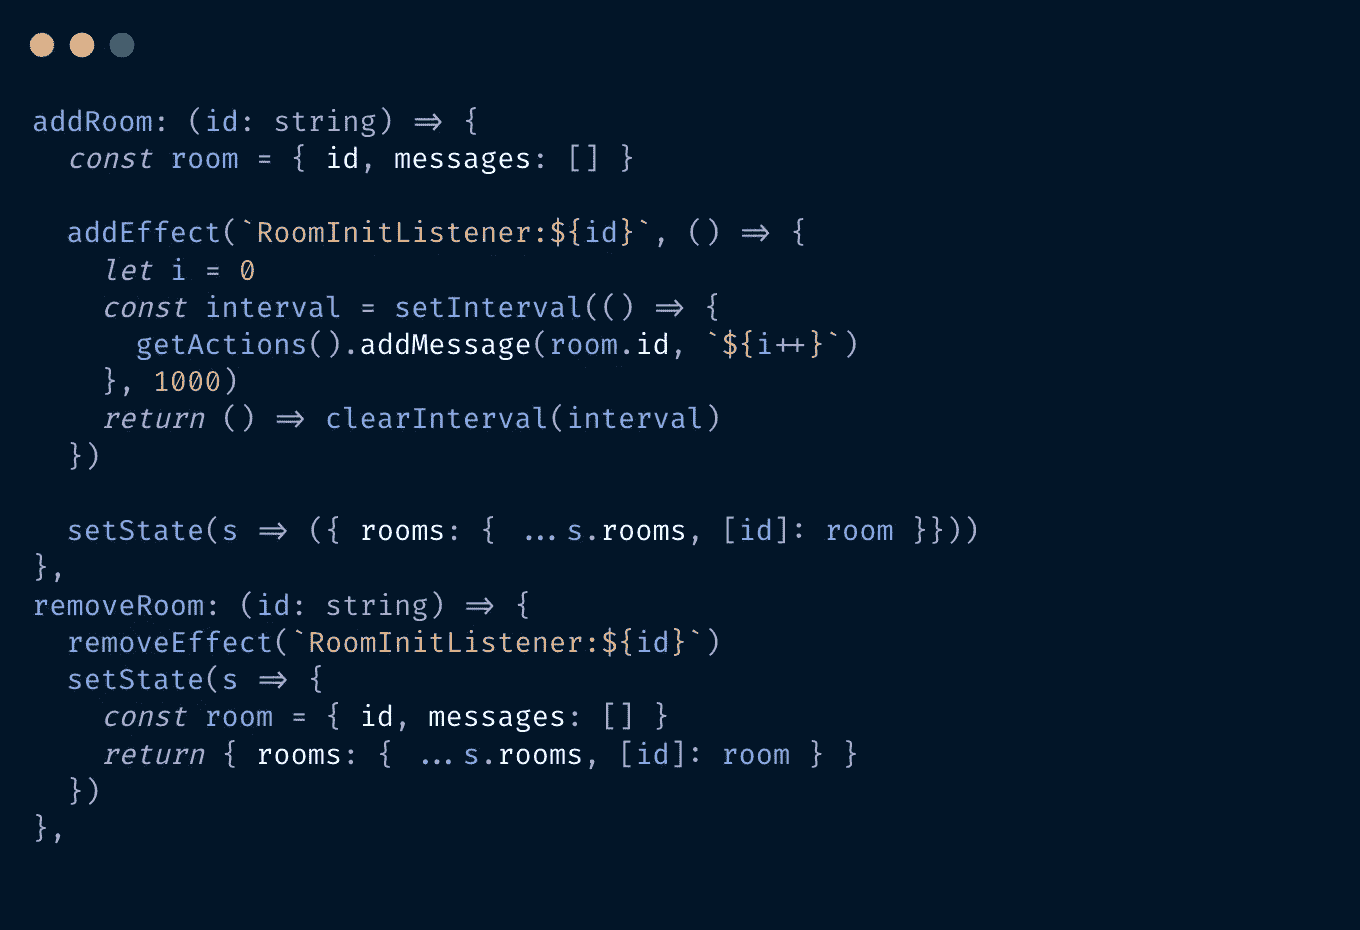 addRoom: (id: string) => {
  const room = { id, messages: [] }

  addEffect(`RoomInitListener:${id}`, () => {
    let i = 0
    const interval = setInterval(() => {
      getActions().addMessage(room.id, `${i++}`)
    }, 1000)
    return () => clearInterval(interval)
  })

  setState(s => ({ rooms: { ...s.rooms, [id]: room }}))
},
removeRoom: (id: string) => {
  removeEffect(`RoomInitListener:${id}`)
  setState(s => {
    const room = { id, messages: [] }
    return { rooms: { ...s.rooms, [id]: room } }
  })
},